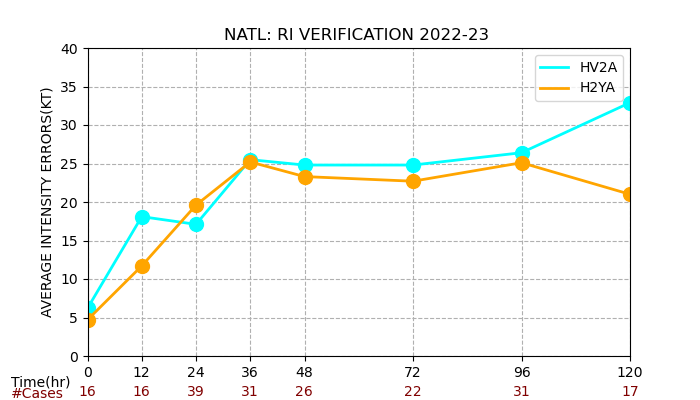 NATL: RI VERIFICATION 2022-23
HV2A
H2YA
AVERAGE INTENSITY ERRORS(KT)
40
35
30
25
20
15
10
5
0
0 12 24 36 48 72 96 120
Time(hr)
#Cases 16 16 39 31 26 22 31 17